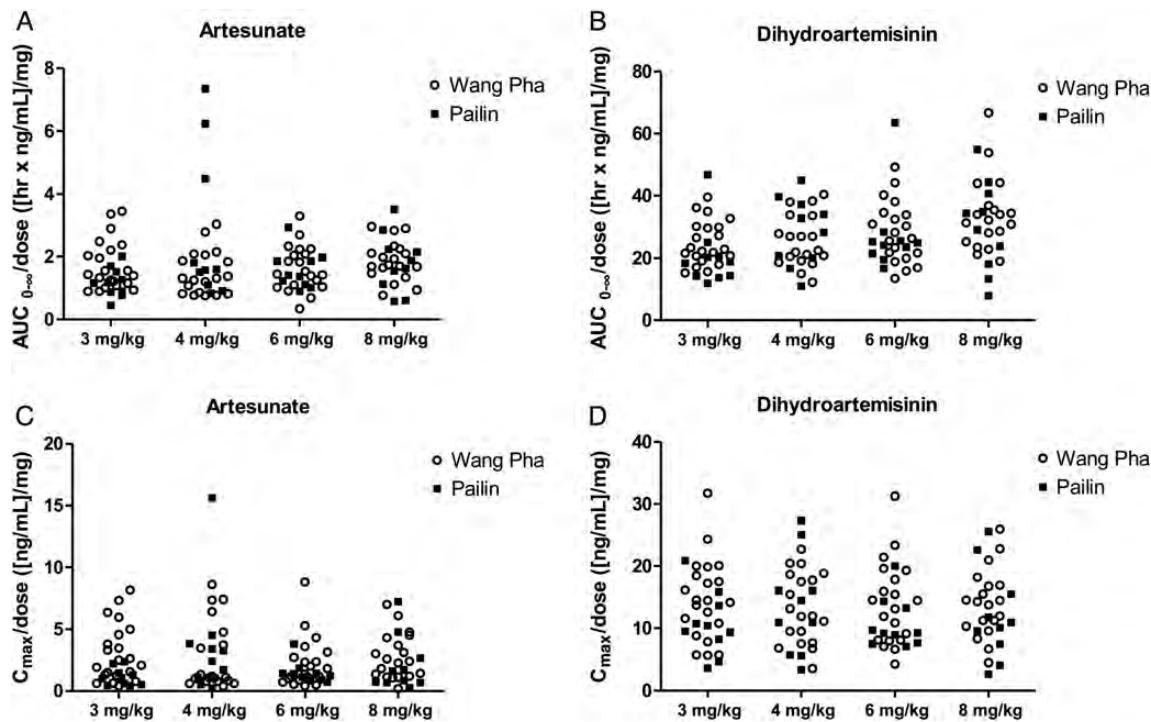 A
Artesunate
AUC 0-∞/dose ([hr x ng/mL]/mg)
8
6
4
2
0
3 mg/kg 4 mg/kg 6 mg/kg 8 mg/kg
Wang Pha
Pailin
B
Dihydroartemisinin
AUC 0-∞/dose ([hr x ng/mL]/mg)
80
60
40
20
0
3 mg/kg 4 mg/kg 6 mg/kg 8 mg/kg
Wang Pha
Pailin
C
Artesunate
Cmax/dose ([ng/mL]/mg)
20
15
10
5
0
3 mg/kg 4 mg/kg 6 mg/kg 8 mg/kg
Wang Pha
Pailin
D
Dihydroartemisinin
Cmax/dose ([ng/mL]/mg)
40
30
20
10
0
3 mg/kg 4 mg/kg 6 mg/kg 8 mg/kg
Wang Pha
Pailin